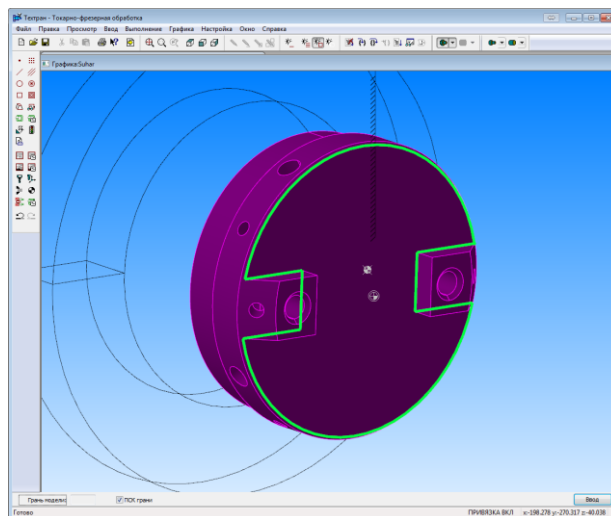 Техтран - Токарно-фрезерная обработка
Файл Правка Просмотр Ввод Выполнение Графика Настройка Окно Справка
Графика:Suhar
Грань модели:
ПСК грани
Ввод
Готово
ПРИВЯЗКА ВКЛ x:-198.278 y:-270.317 z:-40.038